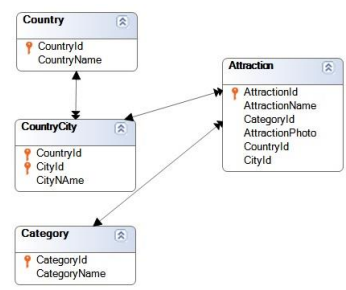 Country
CountryId
CountryName
Attraction
AttractionId
AttractionName
CategoryId
AttractionPhoto
CountryId
CityId
CountryCity
CountryId
CityId
CityNAme
Category
CategoryId
CategoryName